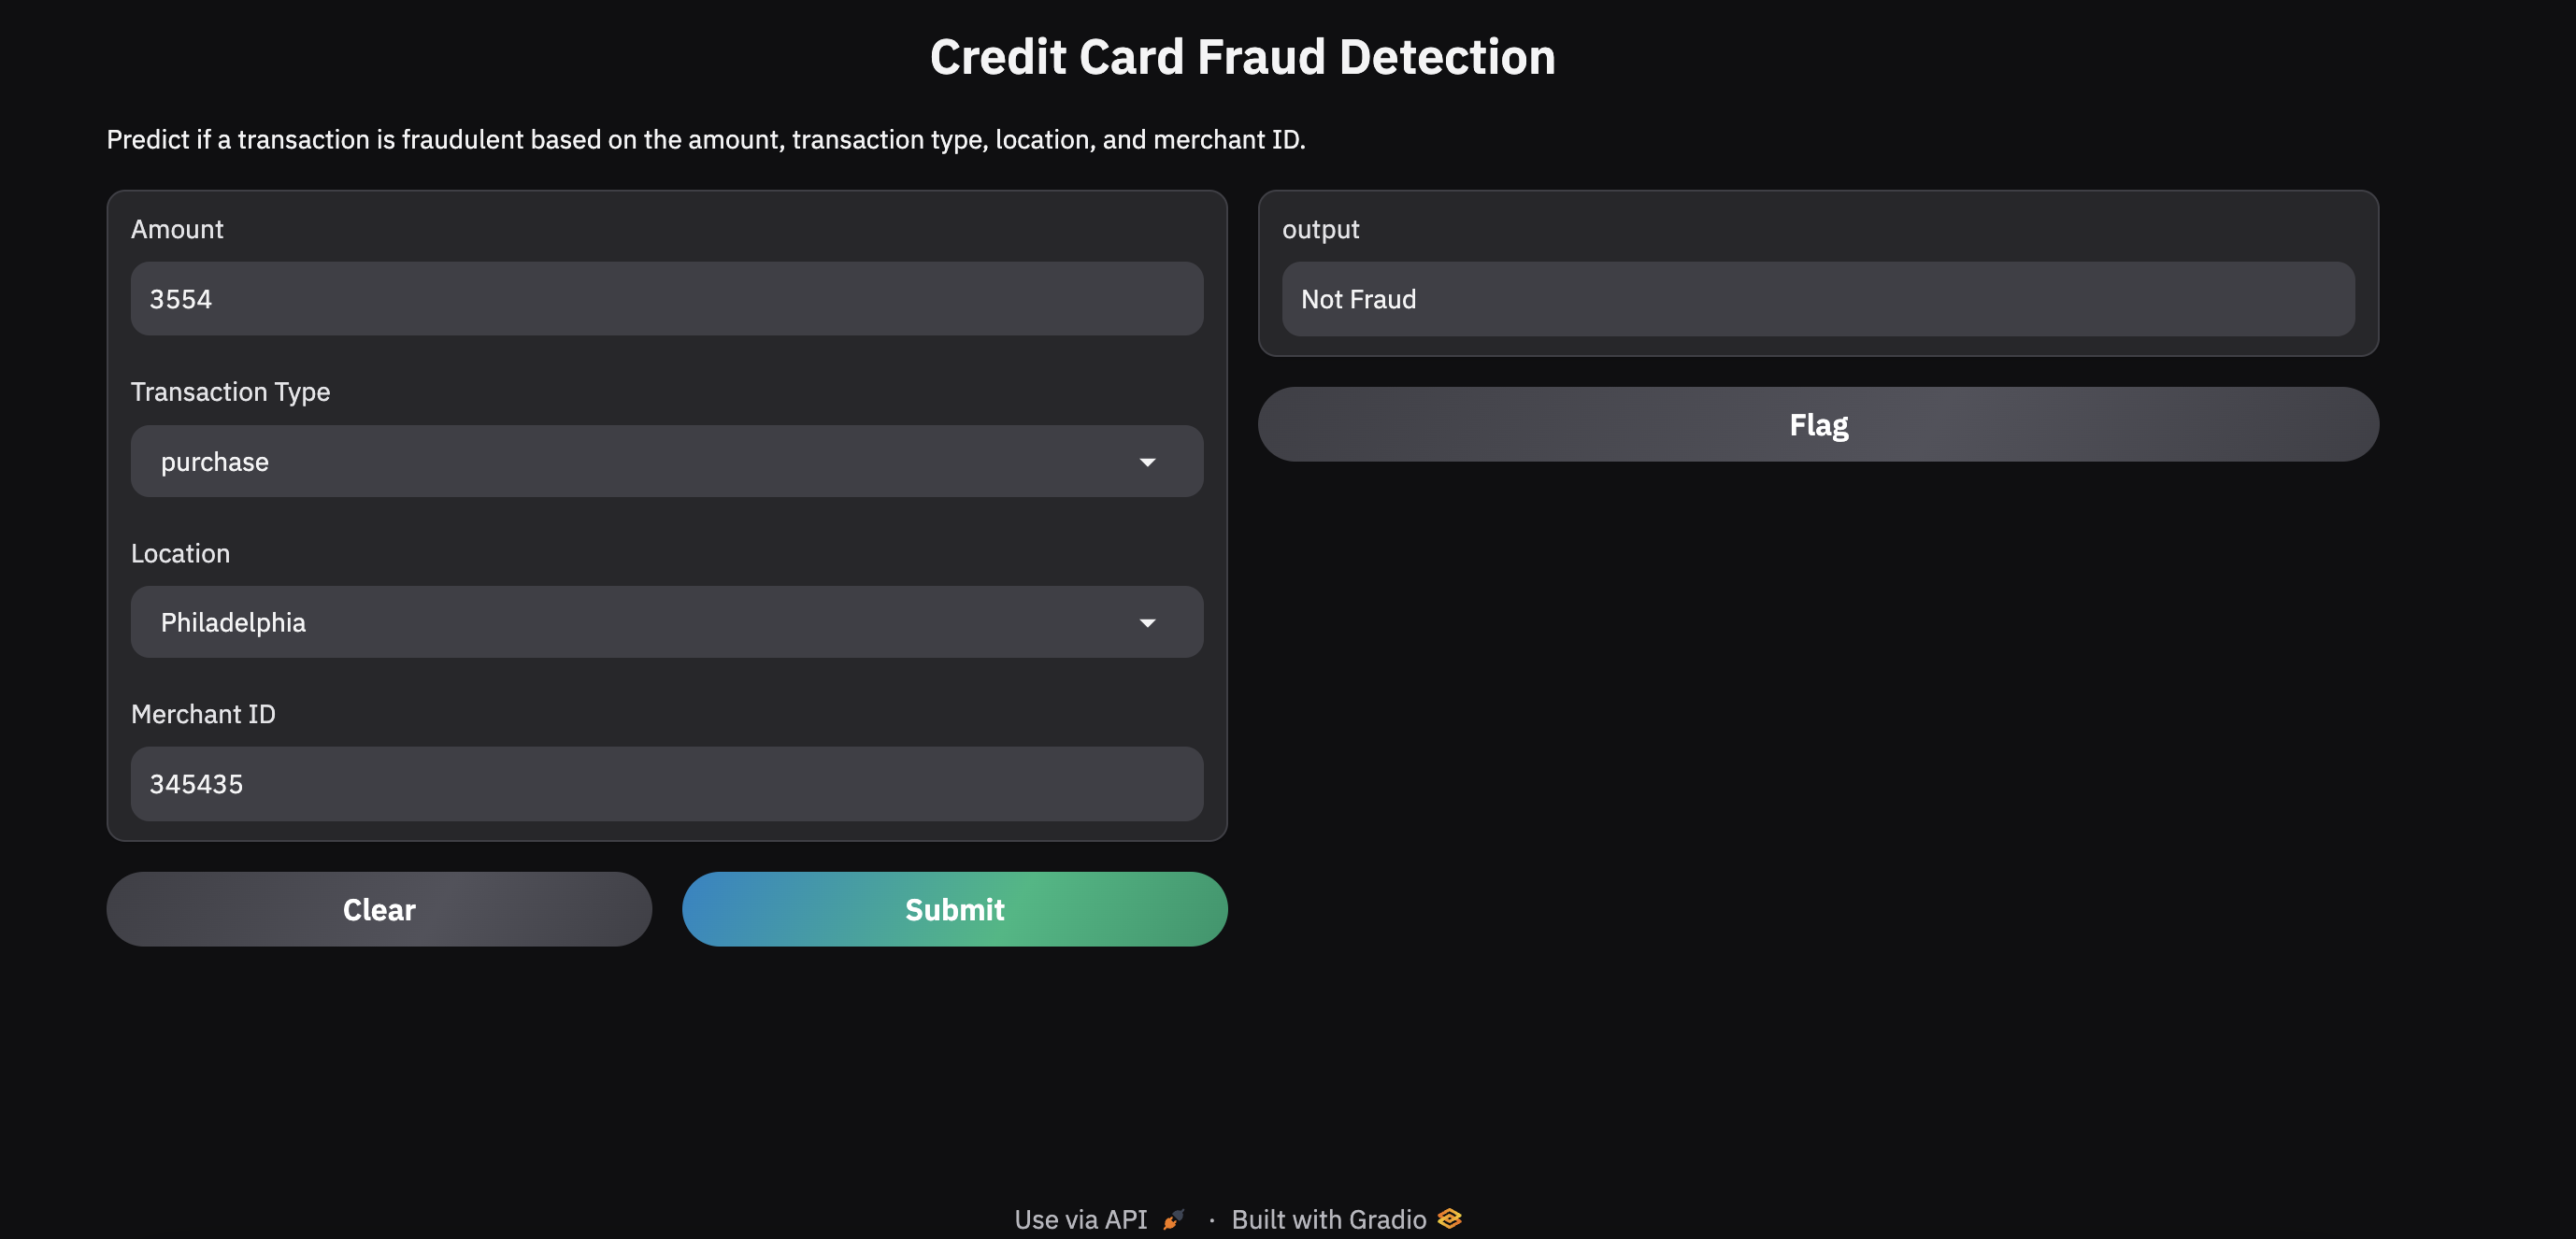 Credit Card Fraud Detection
Predict if a transaction is fraudulent based on the amount, transaction type, location, and merchant ID.
Amount
3554
Transaction Type
purchase
Location
Philadelphia
Merchant ID
345435
Clear
Submit
output
Not Fraud
Flag
Use via API · Built with Gradio